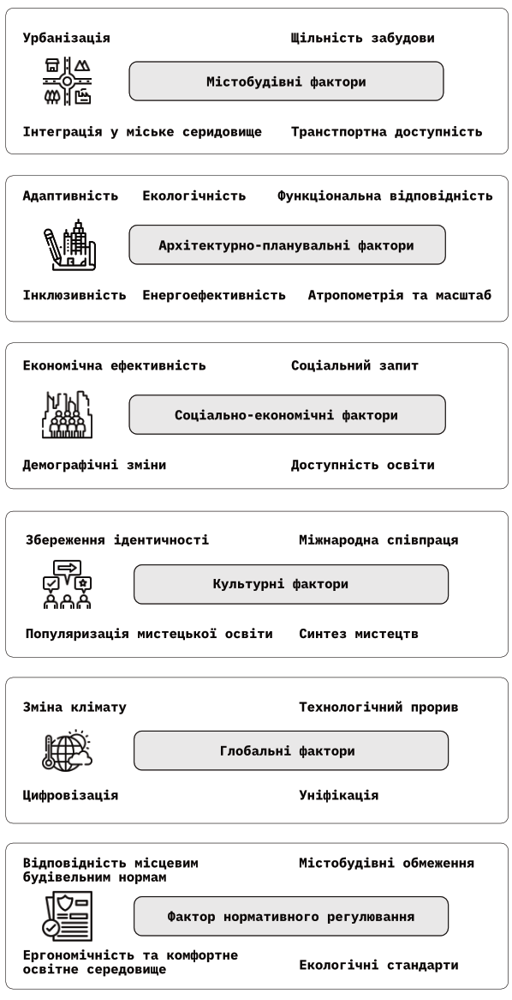 Урбанізація
Щільність забудови
Містобудівні фактори
Інтеграція у міське серидовище
Транстпортна доступність
Адаптивність
Екологічність
Функціональна відповідність
Архітектурно-планувальні фактори
Інклюзивність
Енергоефективність
Атропометрія та масштаб
Економічна ефективність
Соціальний запит
Соціально-економічні фактори
Демографічні зміни
Доступність освіти
Збереження ідентичності
Міжнародна співпраця
Культурні фактори
Популяризація мистецької освіти
Синтез мистецтв
Зміна клімату
Технологічний прорив
Глобальні фактори
Цифровізація
Уніфікація
Відповідність місцевим
будівельним нормам
Містобудівні обмеження
Фактор нормативного регулювання
Ергономічність та комфортне
освітне середовище
Екологічні стандарти